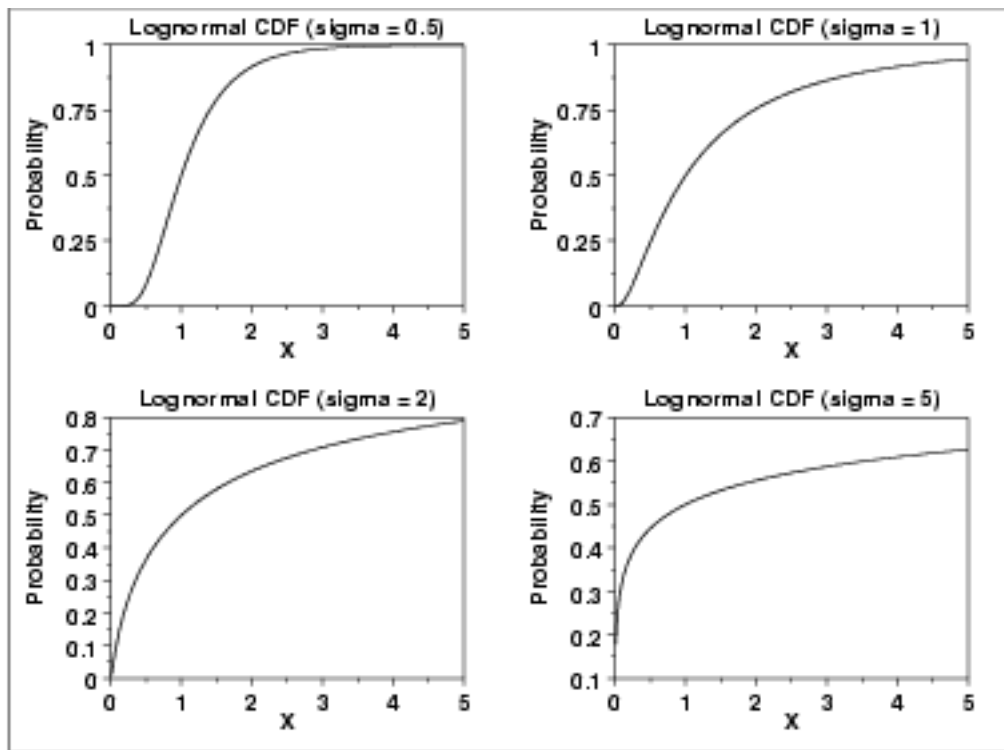 Lognormal CDF (sigma = 0.5)
Probability
1
0.75
0.5
0.25
0
0 1 2 3 4 5
X
Lognormal CDF (sigma = 1)
Probability
1
0.75
0.5
0.25
0
0 1 2 3 4 5
X
Lognormal CDF (sigma = 2)
Probability
0.8
0.7
0.6
0.5
0.4
0.3
0.2
0.1
0
0 1 2 3 4 5
X
Lognormal CDF (sigma = 5)
Probability
0.7
0.6
0.5
0.4
0.3
0.2
0.1
0 1 2 3 4 5
X